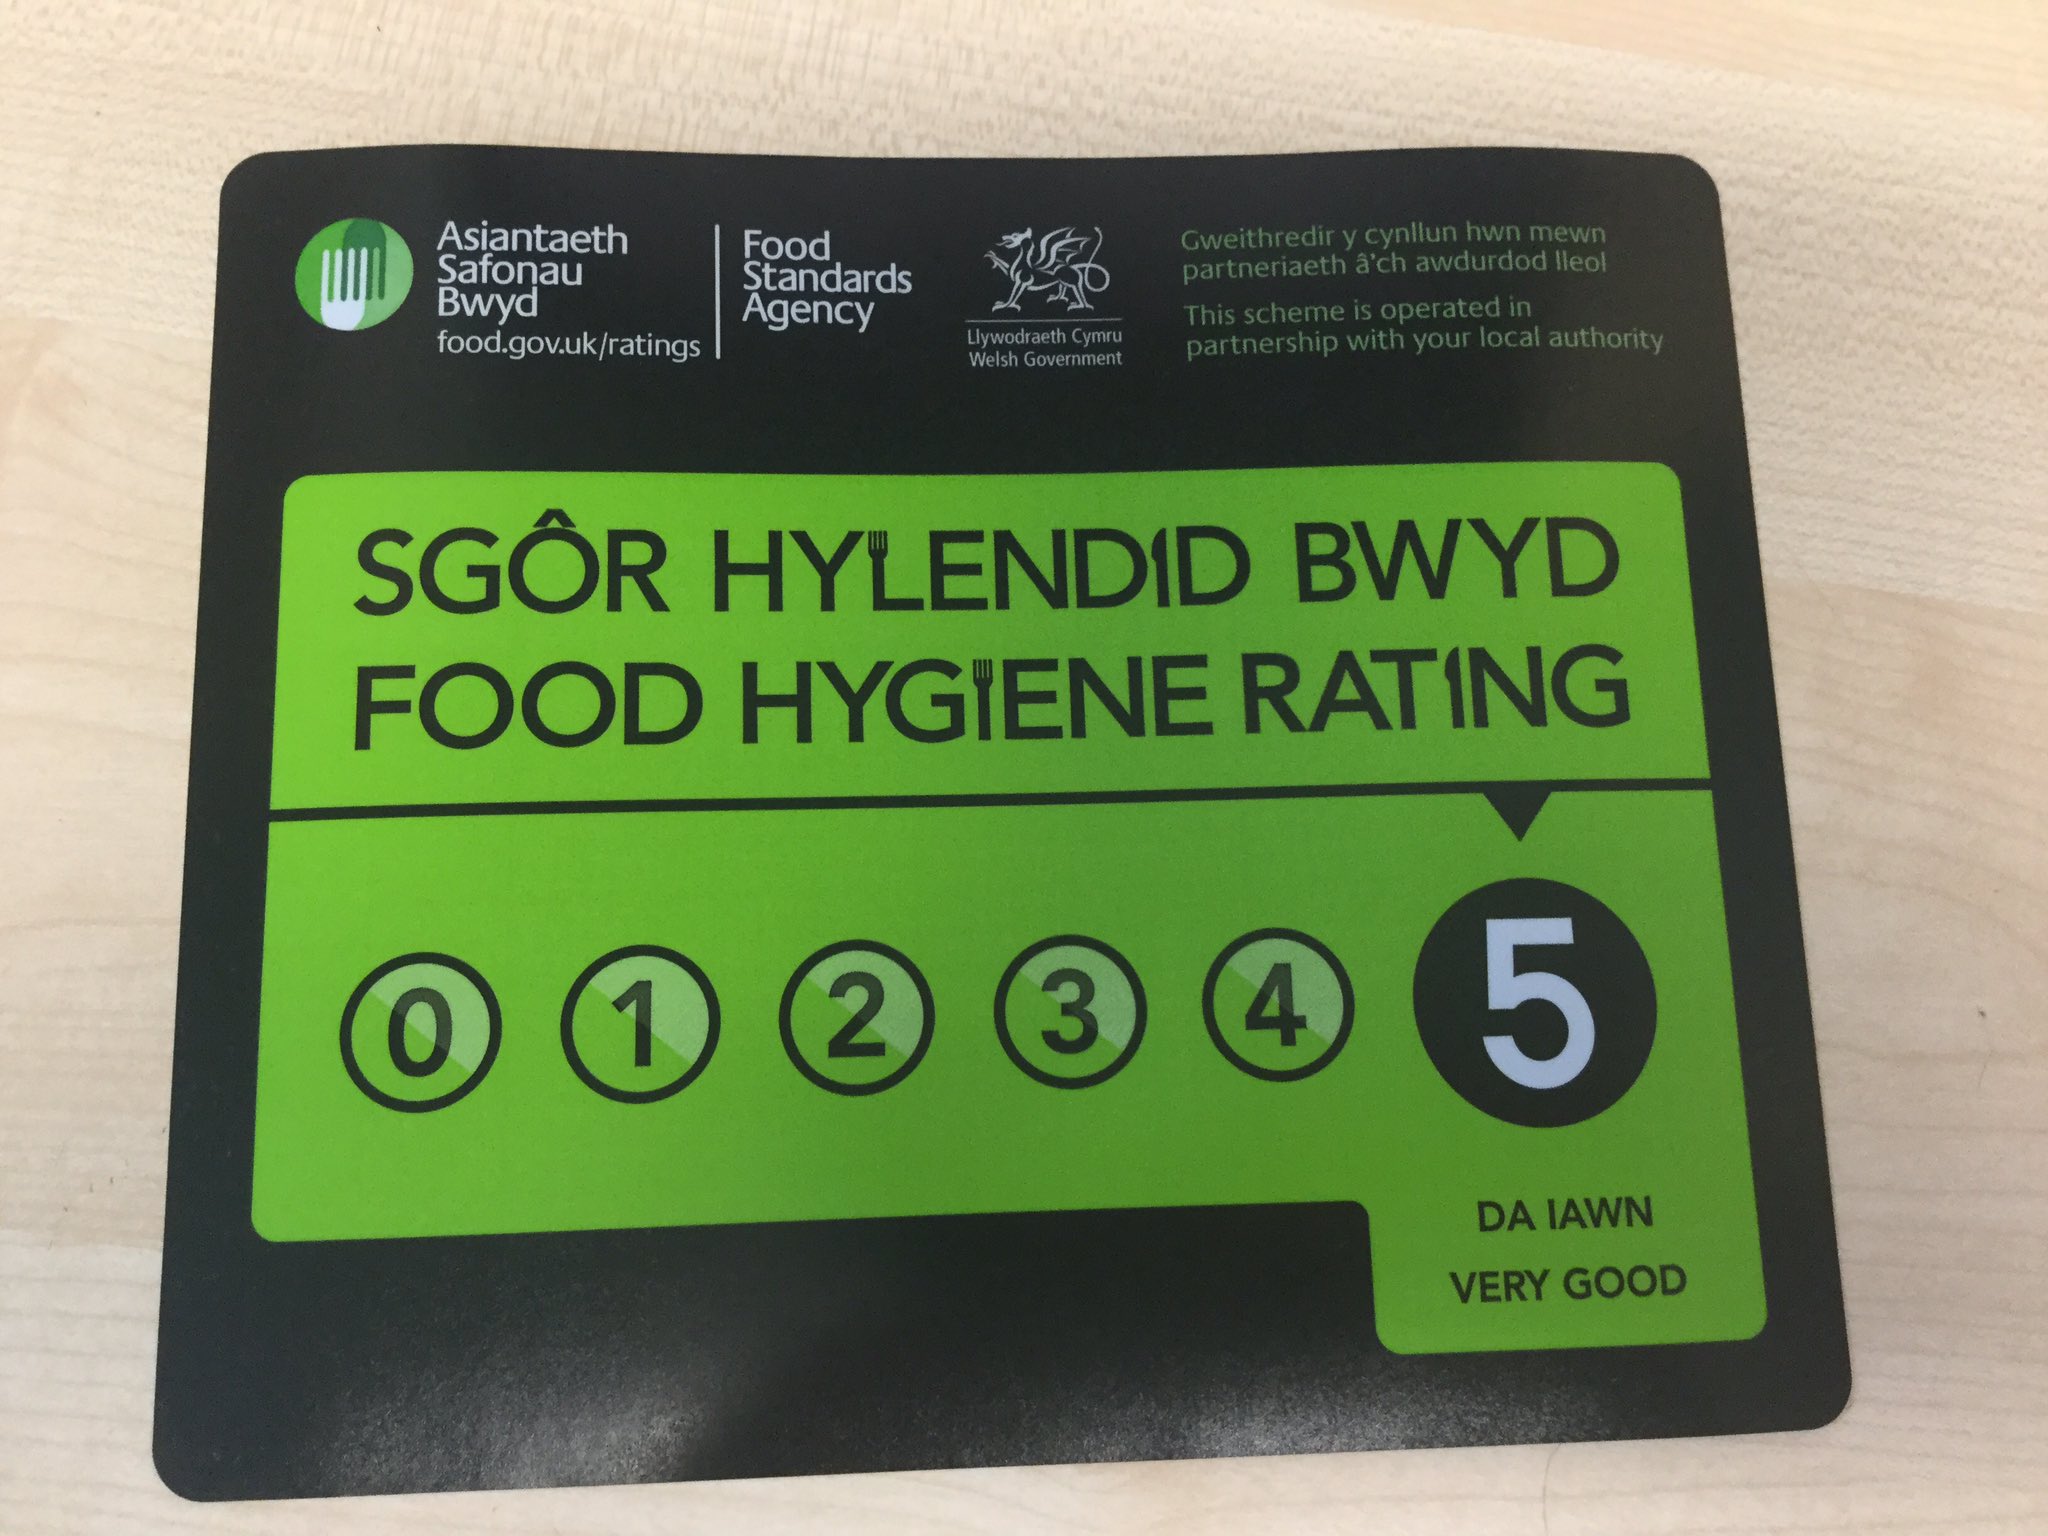 Asiantaeth
Safonau
Bwyd
food.gov.uk/ratings
Food
Standards
Agency
Llywodraeth Cymru
Welsh Government
Gweithredir y cynllun hwn mewn
partneriaeth â'ch awdurdod lleol
This scheme is operated in
partnership with your local authority
SGÔR HYLENDID BWYD
FOOD HYGIENE RATING
0 1 2 3 4 5
DA IAWN
VERY GOOD